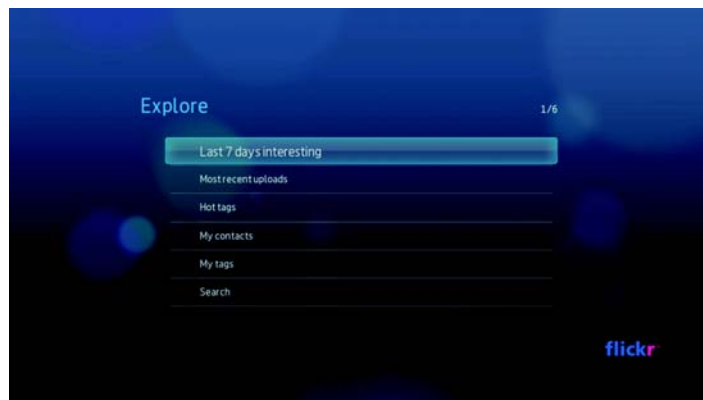 Explore
1/6
Last 7 days interesting
Most recent uploads
Hot tags
My contacts
My tags
Search
flickr